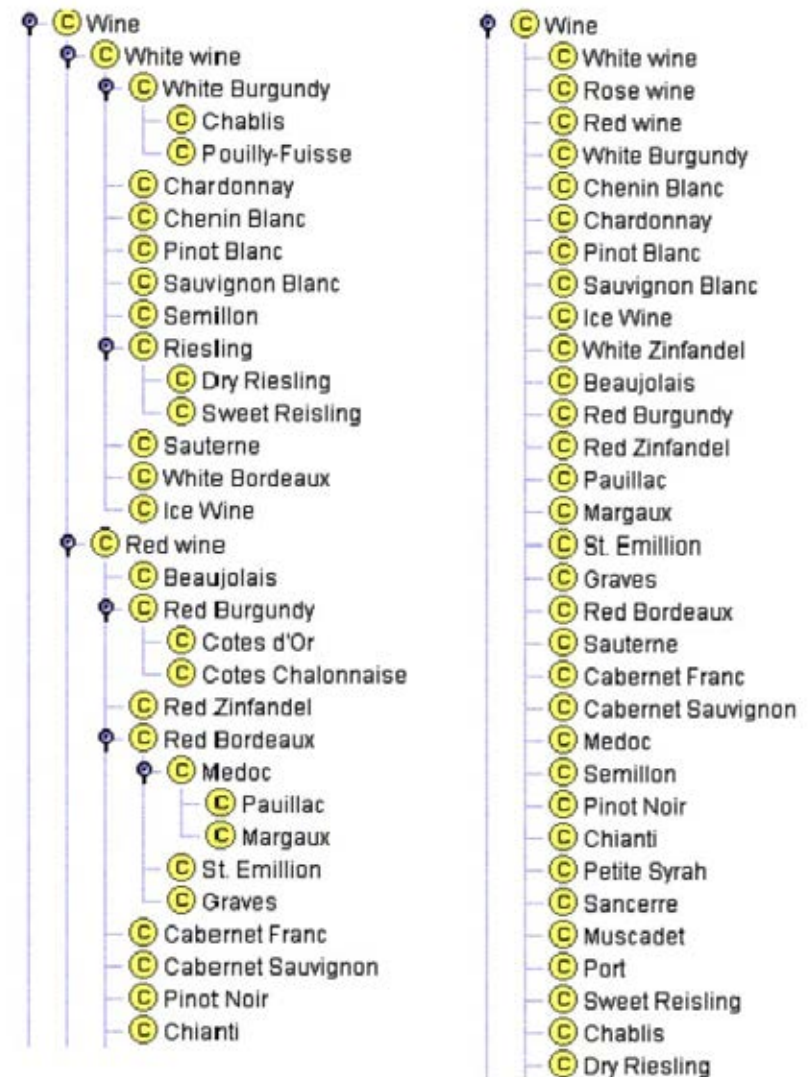 Wine
White wine
White Burgundy
Chablis
Pouilly-Fuisse
Chardonnay
Chenin Blanc
Pinot Blanc
Sauvignon Blanc
Semillon
Riesling
Dry Riesling
Sweet Reisling
Sauterne
White Bordeaux
Ice Wine
Red wine
Beaujolais
Red Burgundy
Cotes d'Or
Cotes Chalonnaise
Red Zinfandel
Red Bordeaux
Medoc
Pauillac
Margaux
St. Emillion
Graves
Cabernet Franc
Cabernet Sauvignon
Pinot Noir
Chianti
Wine
White wine
Rose wine
Red wine
White Burgundy
Chenin Blanc
Chardonnay
Pinot Blanc
Sauvignon Blanc
Ice Wine
White Zinfandel
Beaujolais
Red Burgundy
Red Zinfandel
Pauillac
Margaux
St. Emillion
Graves
Red Bordeaux
Sauterne
Cabernet Franc
Cabernet Sauvignon
Medoc
Semillon
Pinot Noir
Chianti
Petite Syrah
Sancerre
Muscadet
Port
Sweet Reisling
Chablis
Dry Riesling